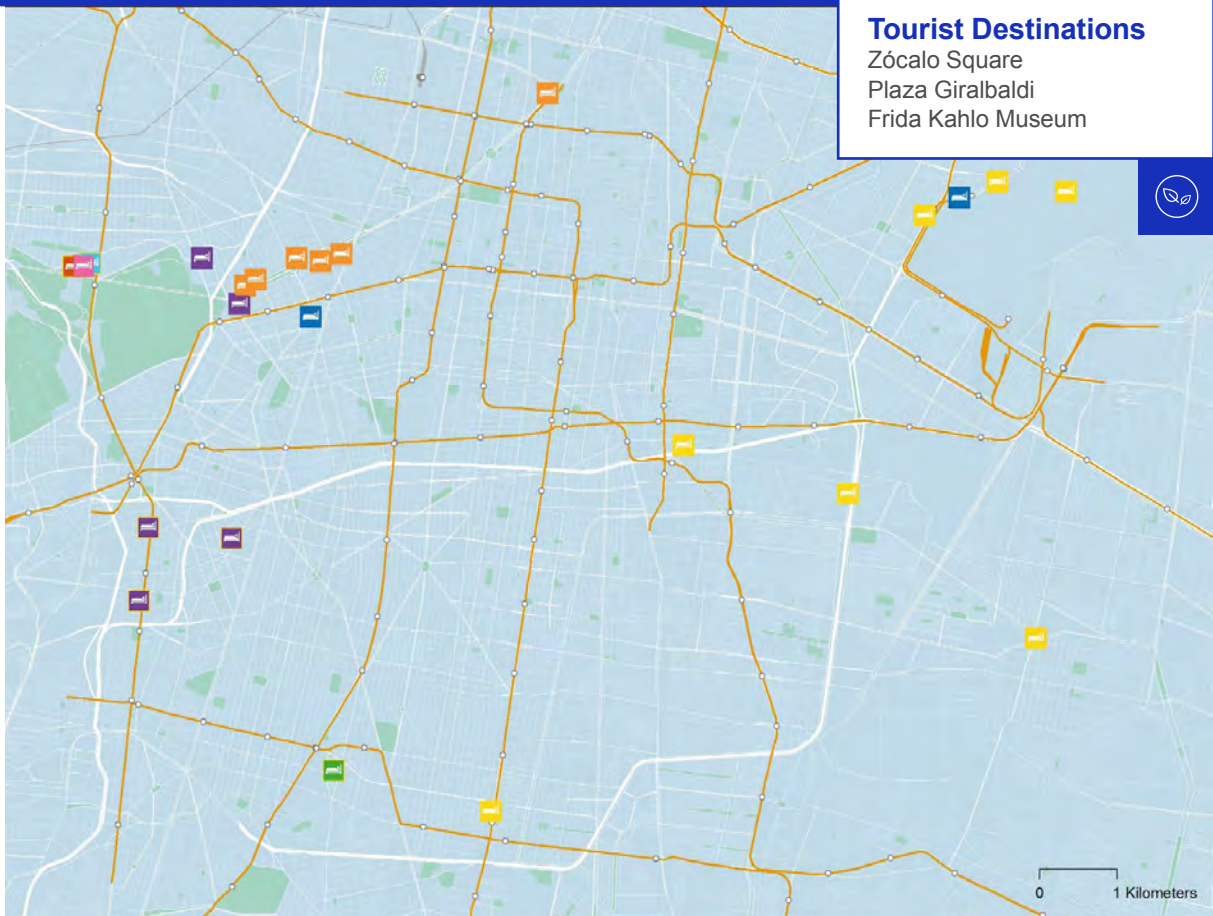 Tourist Destinations
Zócalo Square
Plaza Giralbaldi
Frida Kahlo Museum
0 1 Kilometers